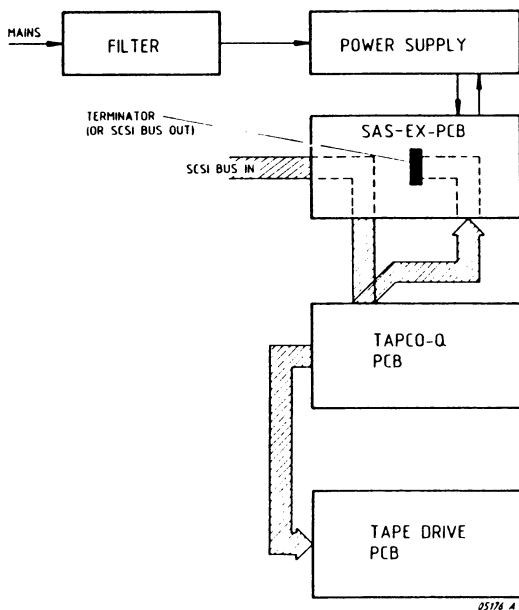 MAINS
FILTER
POWER SUPPLY
TERMINATOR
(OR SCSI BUS OUT)
SAS-EX-PCB
SCSI BUS IN
TAPCO-Q
PCB
TAPE DRIVE
PCB
05176 A